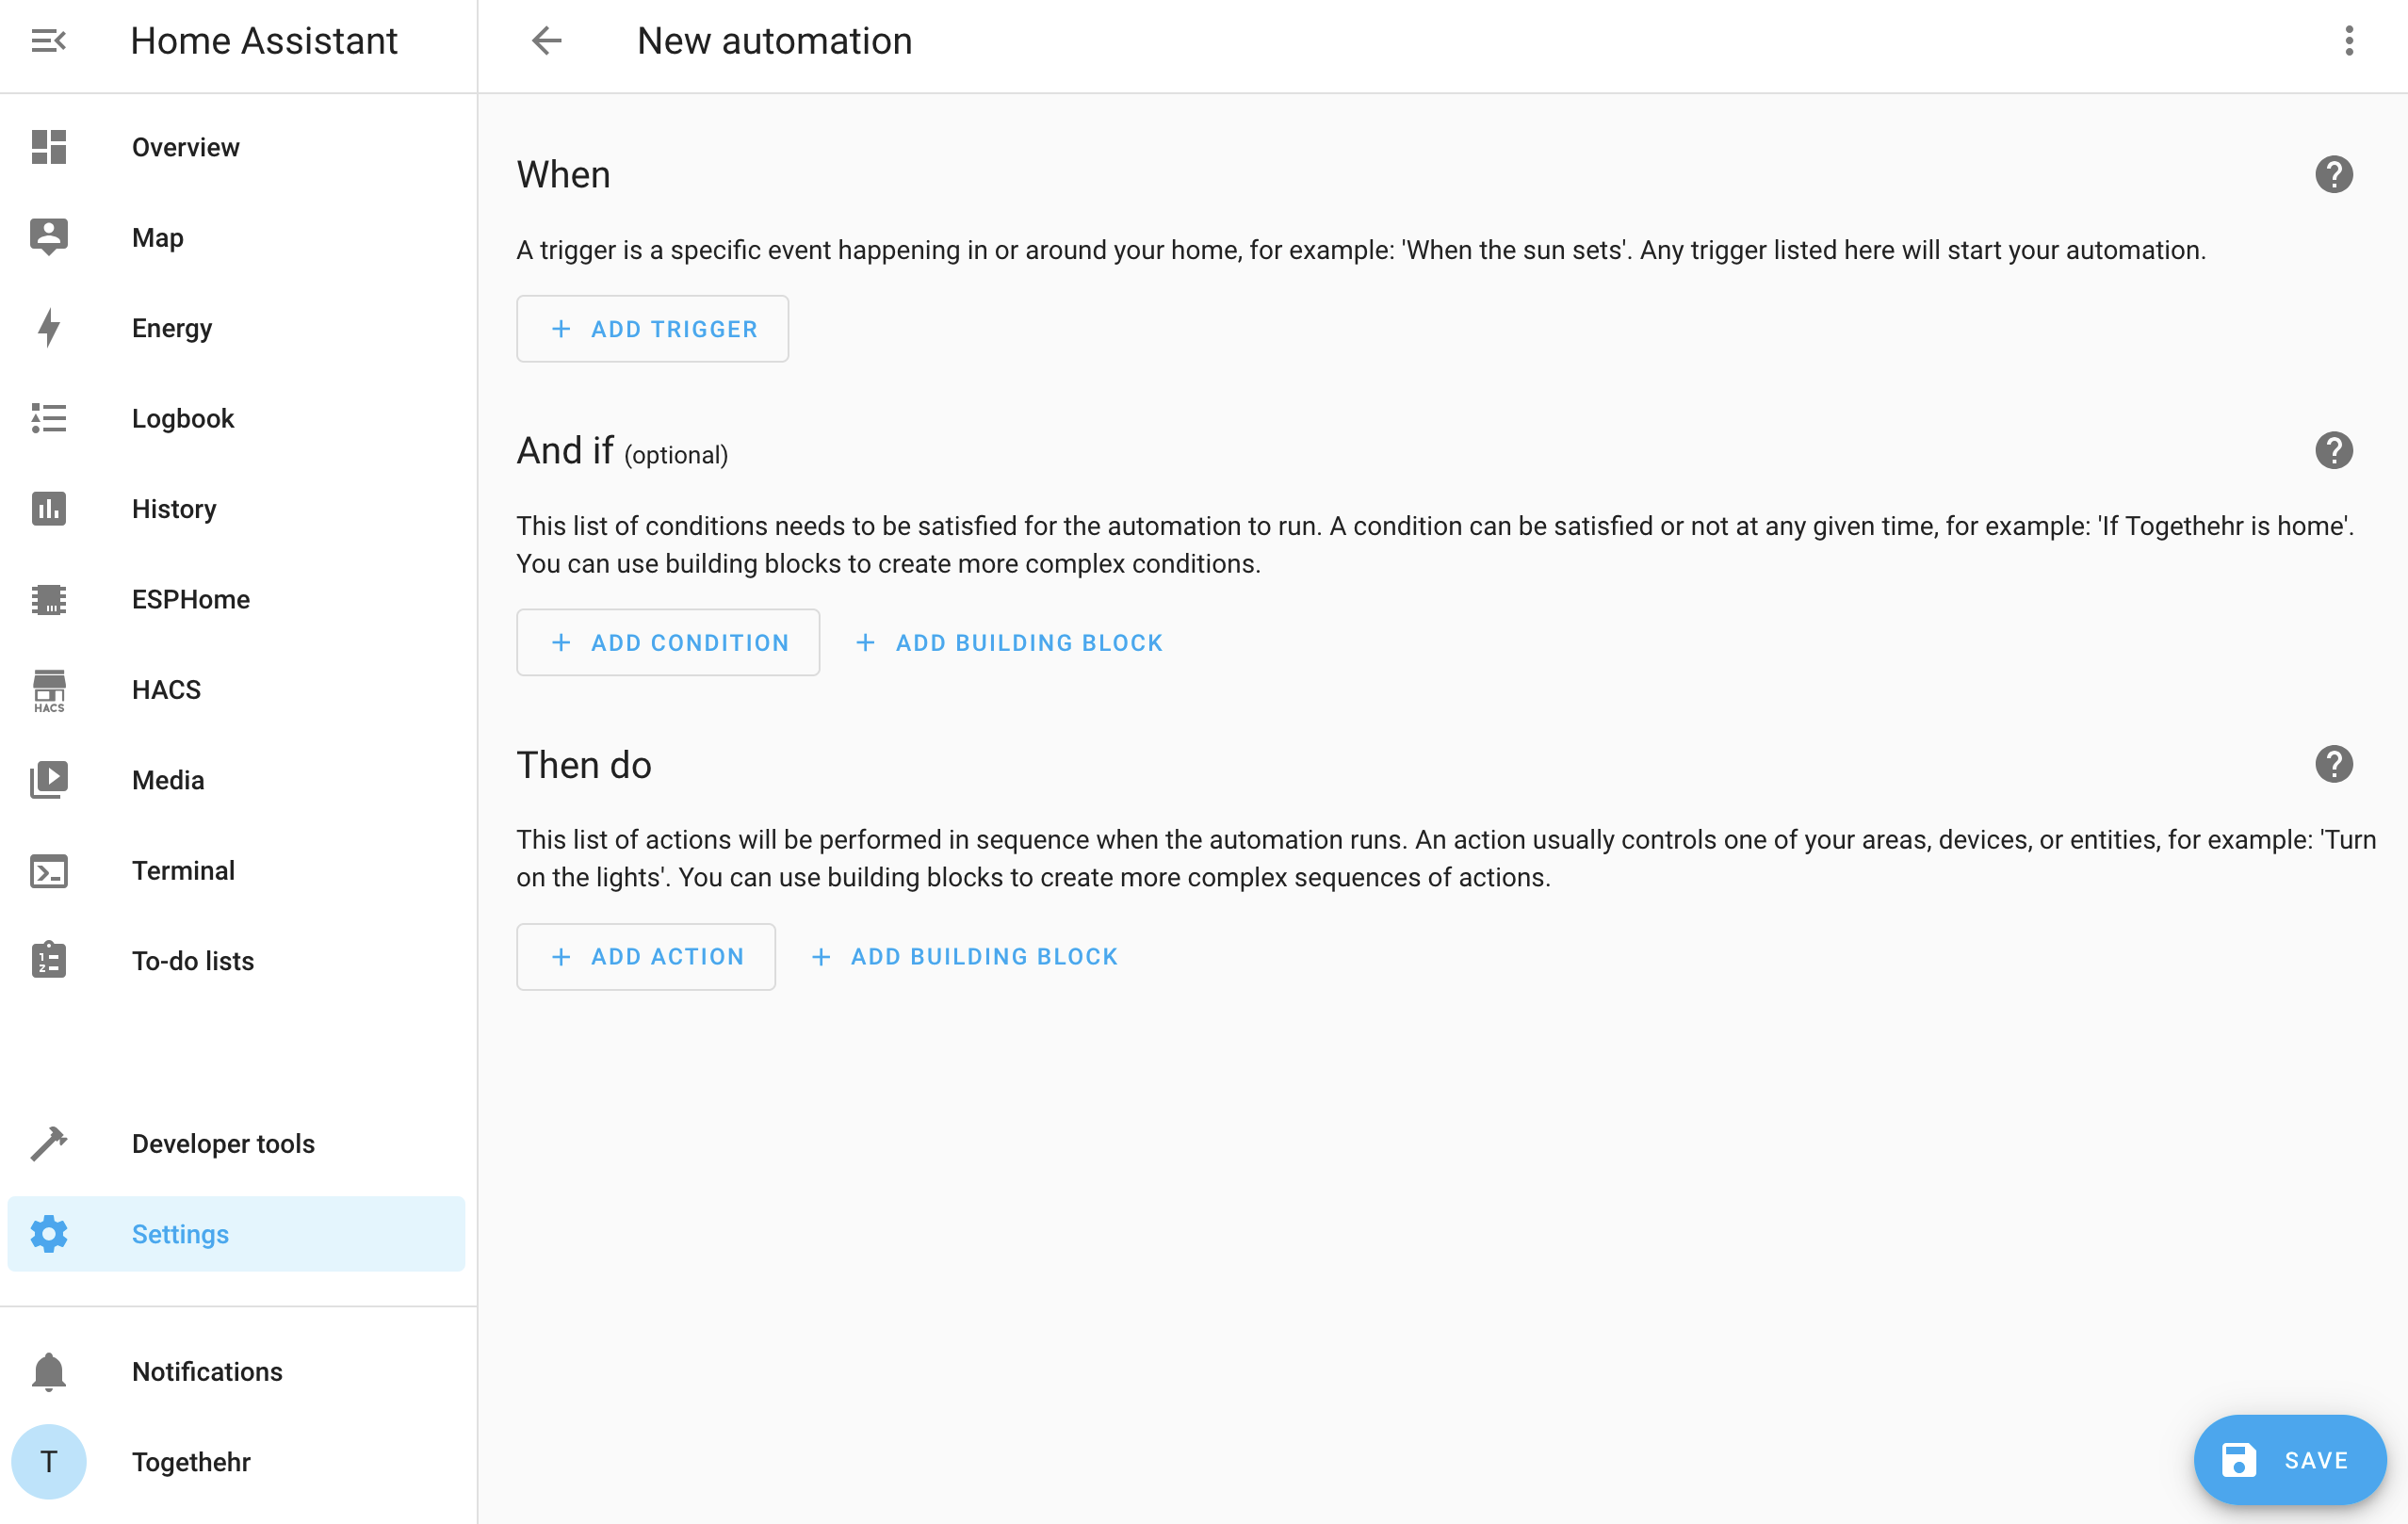 Home Assistant
Overview
Map
Energy
Logbook
History
ESPHome
HACS
HACS
Media
Terminal
To-do lists
Developer tools
Settings
Notifications
T
Togethehr
New automation
When
A trigger is a specific event happening in or around your home, for example: 'When the sun sets'. Any trigger listed here will start your automation.
ADD TRIGGER
And if (optional)
This list of conditions needs to be satisfied for the automation to run. A condition can be satisfied or not at any given time, for example: 'If Togethehr is home'.
You can use building blocks to create more complex conditions.
ADD CONDITION ADD BUILDING BLOCK
Then do
This list of actions will be performed in sequence when the automation runs. An action usually controls one of your areas, devices, or entities, for example: 'Turn
on the lights'. You can use building blocks to create more complex sequences of actions.
ADD ACTION ADD BUILDING BLOCK
SAVE